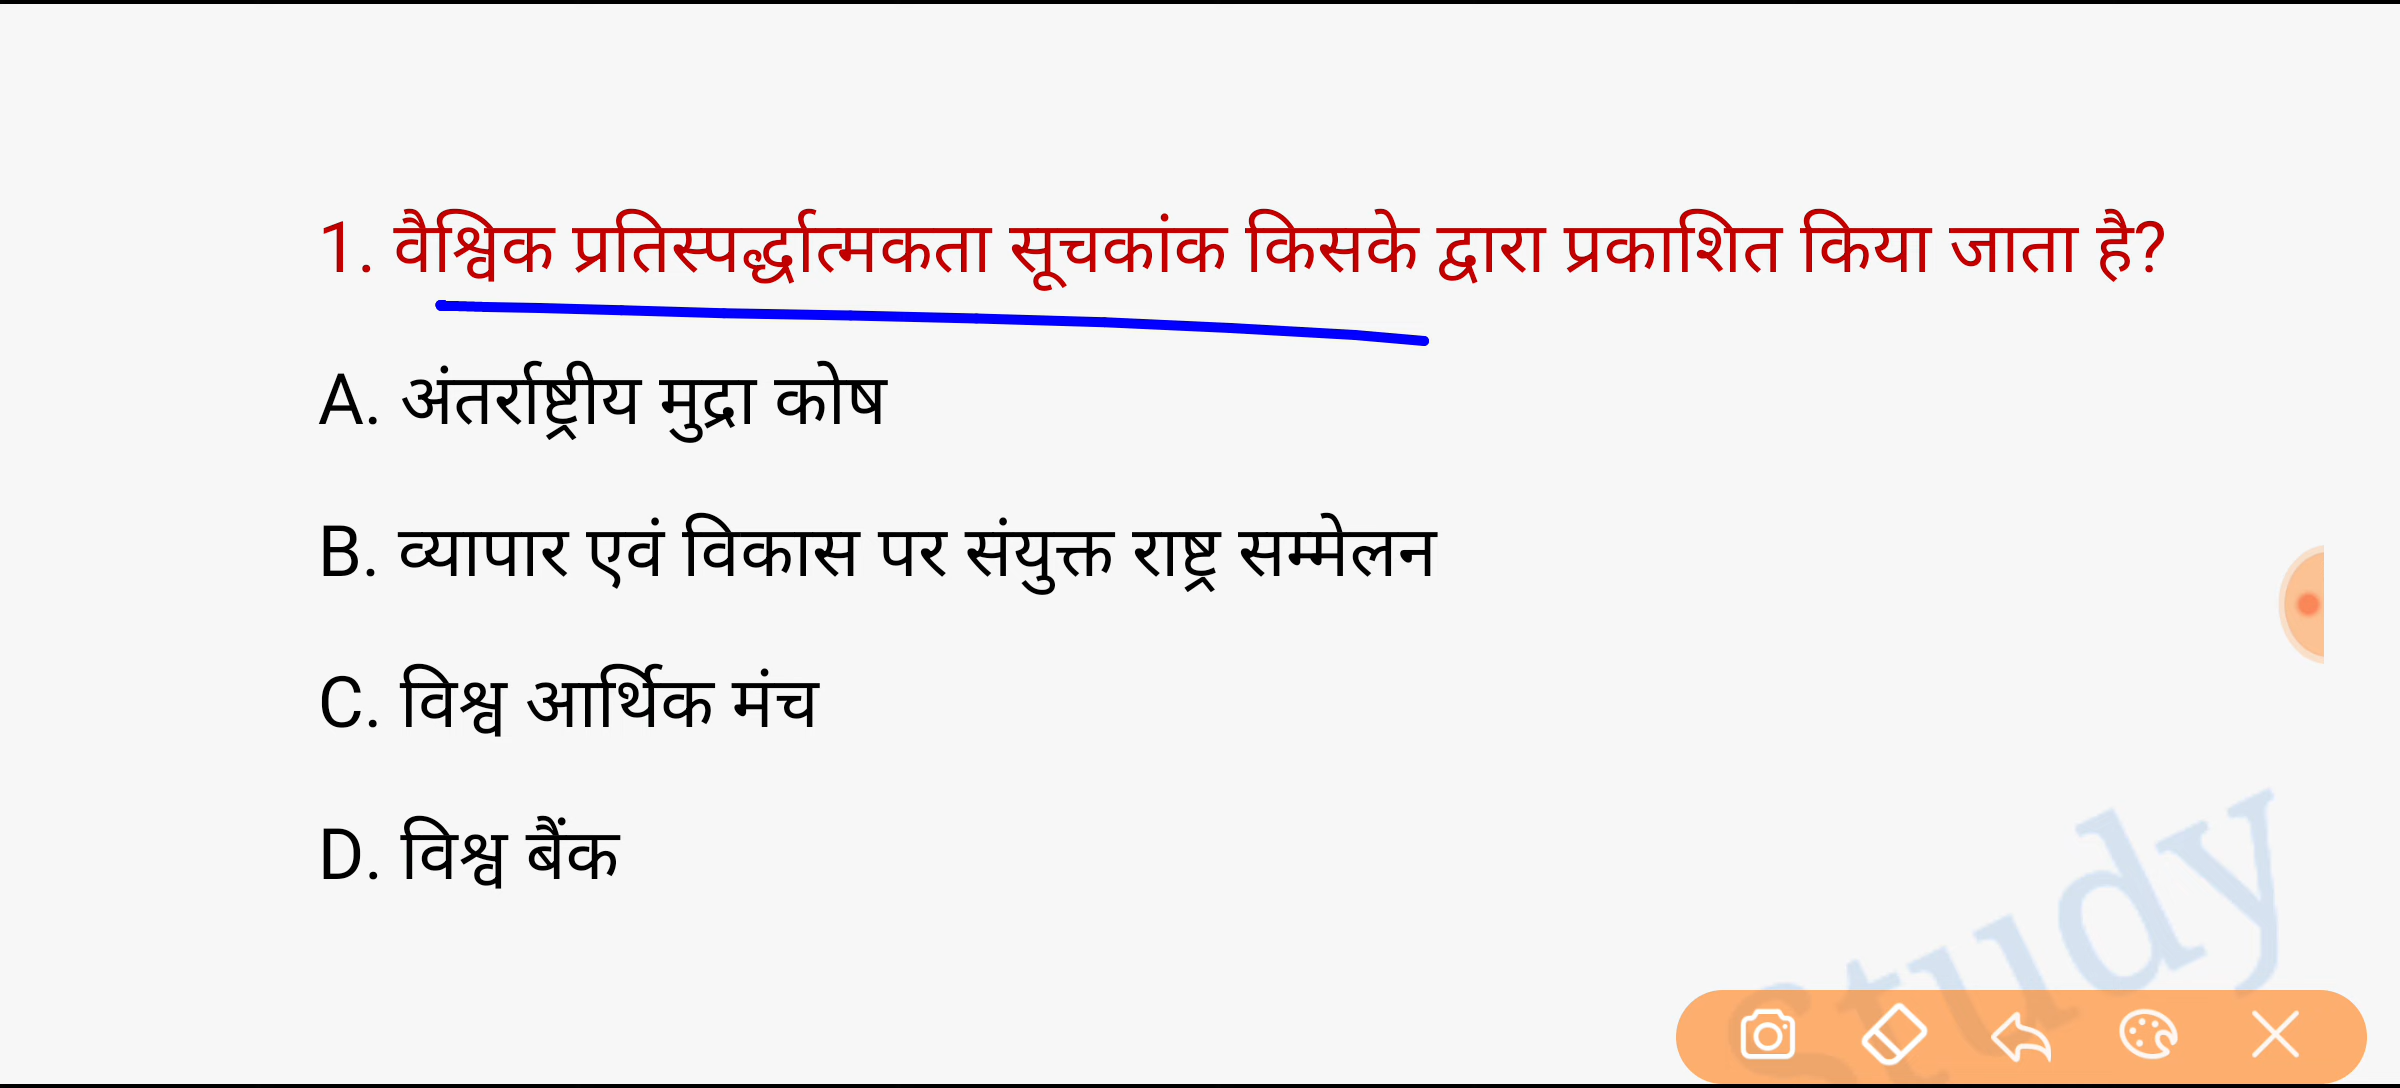 1. वैश्विक प्रतिस्पर्द्धात्मकता सूचकांक किसके द्वारा प्रकाशित किया जाता है?
A. अंतर्राष्ट्रीय मुद्रा कोष
B. व्यापार एवं विकास पर संयुक्त राष्ट्र सम्मेलन
C. विश्व आर्थिक मंच
D. विश्व बैंक
Study